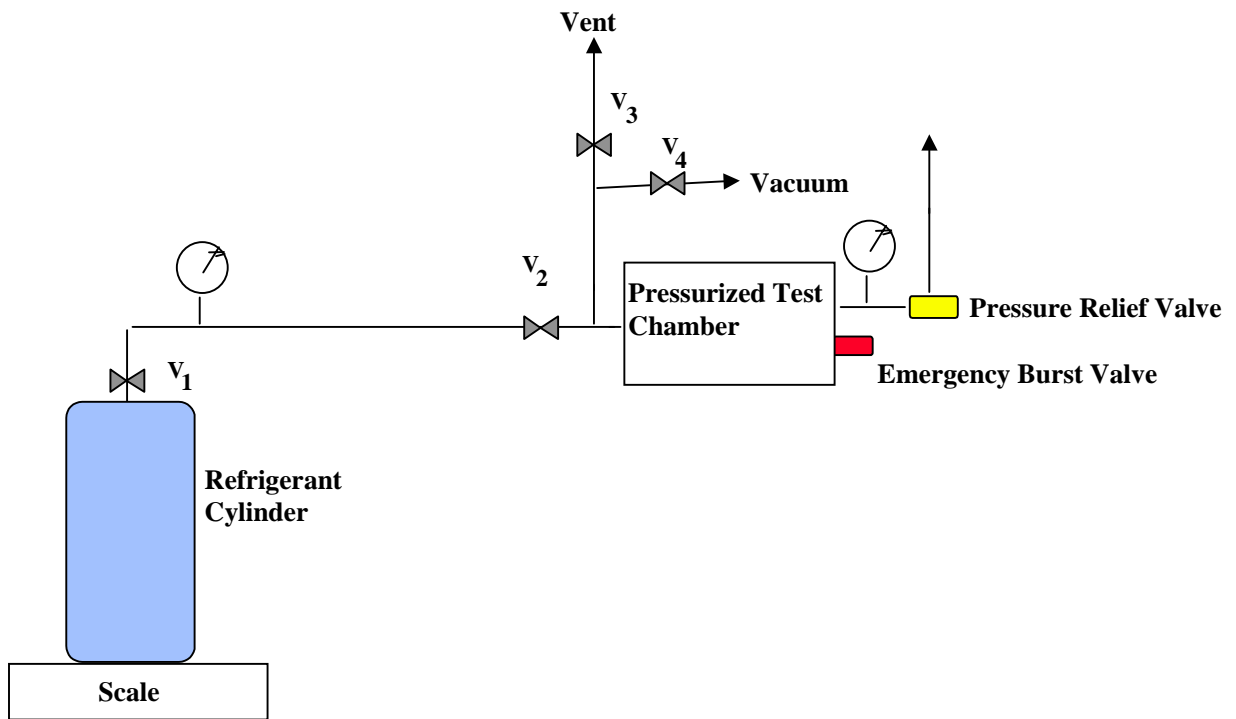 Vent
V3
V4
Vacuum
V2
Pressurized Test
Chamber
Pressure Relief Valve
Emergency Burst Valve
V1
Refrigerant
Cylinder
Scale